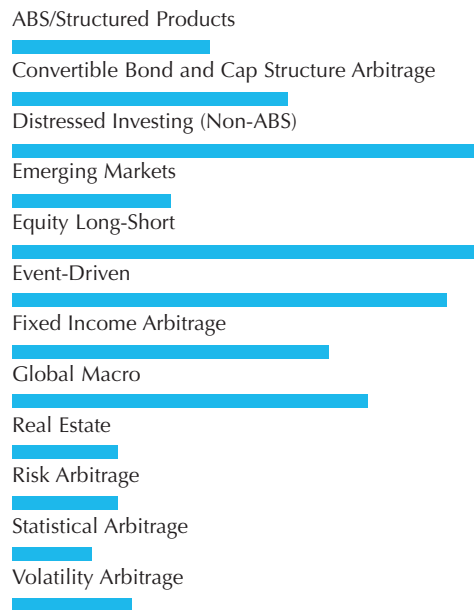 ABS/Structured Products
Convertible Bond and Cap Structure Arbitrage
Distressed Investing (Non-ABS)
Emerging Markets
Equity Long-Short
Event-Driven
Fixed Income Arbitrage
Global Macro
Real Estate
Risk Arbitrage
Statistical Arbitrage
Volatility Arbitrage